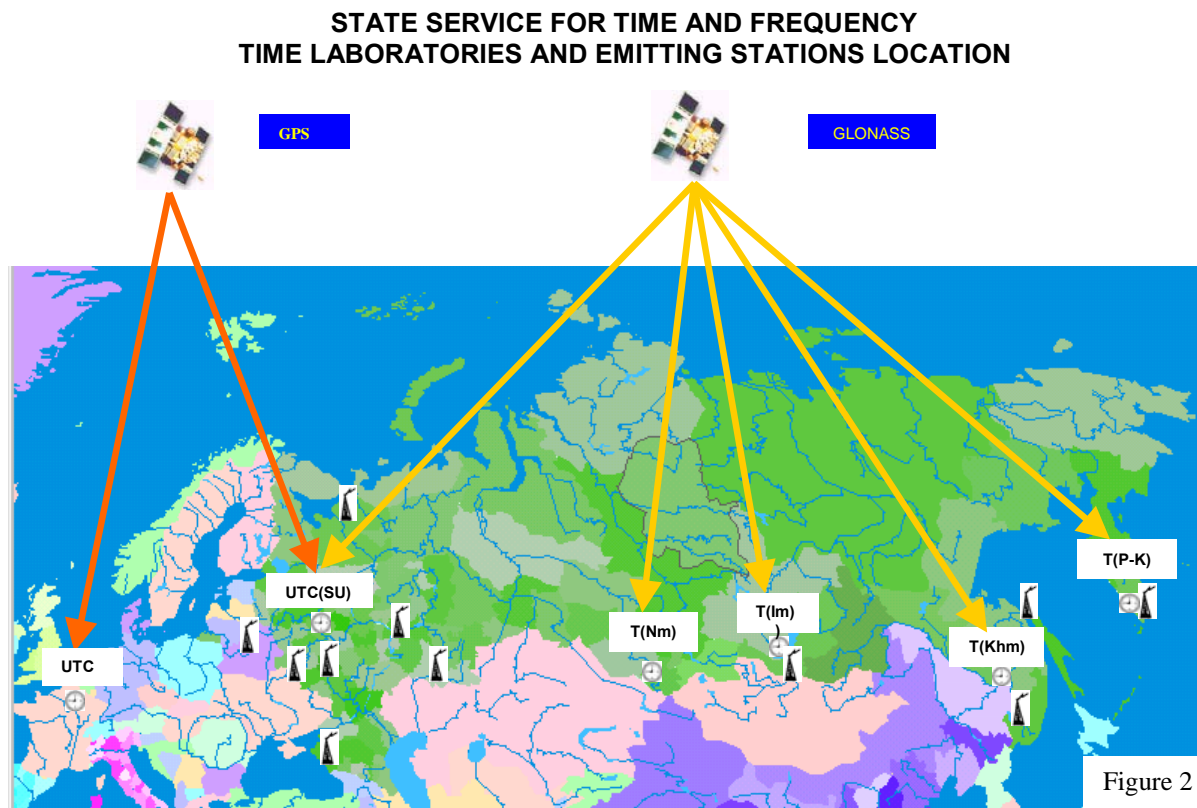 STATE SERVICE FOR TIME AND FREQUENCY
TIME LABORATORIES AND EMITTING STATIONS LOCATION
GPS
GLONASS
T(P-K)
UTC(SU)
T(Im)
)
T(Nm)
T(Khm)
UTC
Figure 2